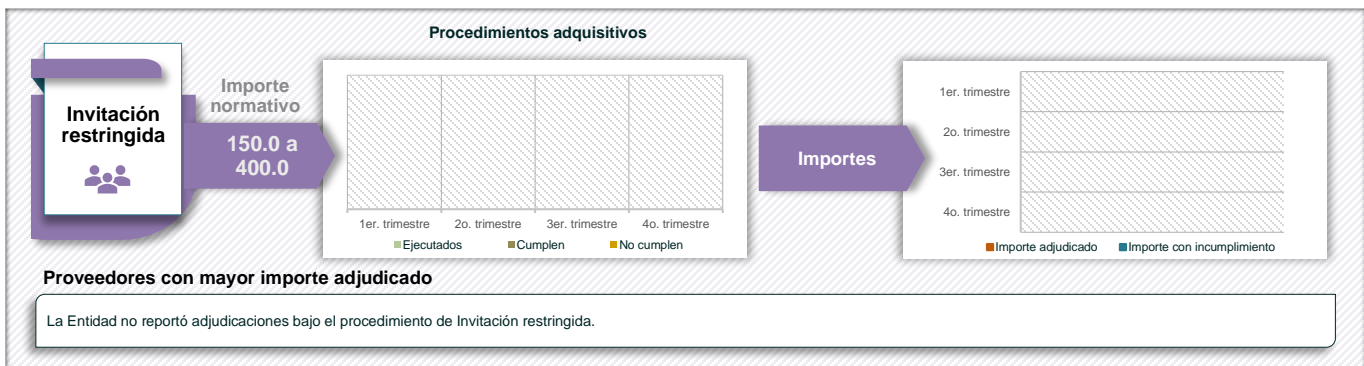 Procedimientos adquisitivos
Invitación
restringida
Importe
normativo
150.0 a
400.0
1er. trimestre 2o. trimestre 3er. trimestre 4o. trimestre
Ejecutados Cumplen No cumplen
Importes
1er. trimestre
2o. trimestre
3er. trimestre
4o. trimestre
Importe adjudicado Importe con incumplimiento
Proveedores con mayor importe adjudicado
La Entidad no reportó adjudicaciones bajo el procedimiento de Invitación restringida.